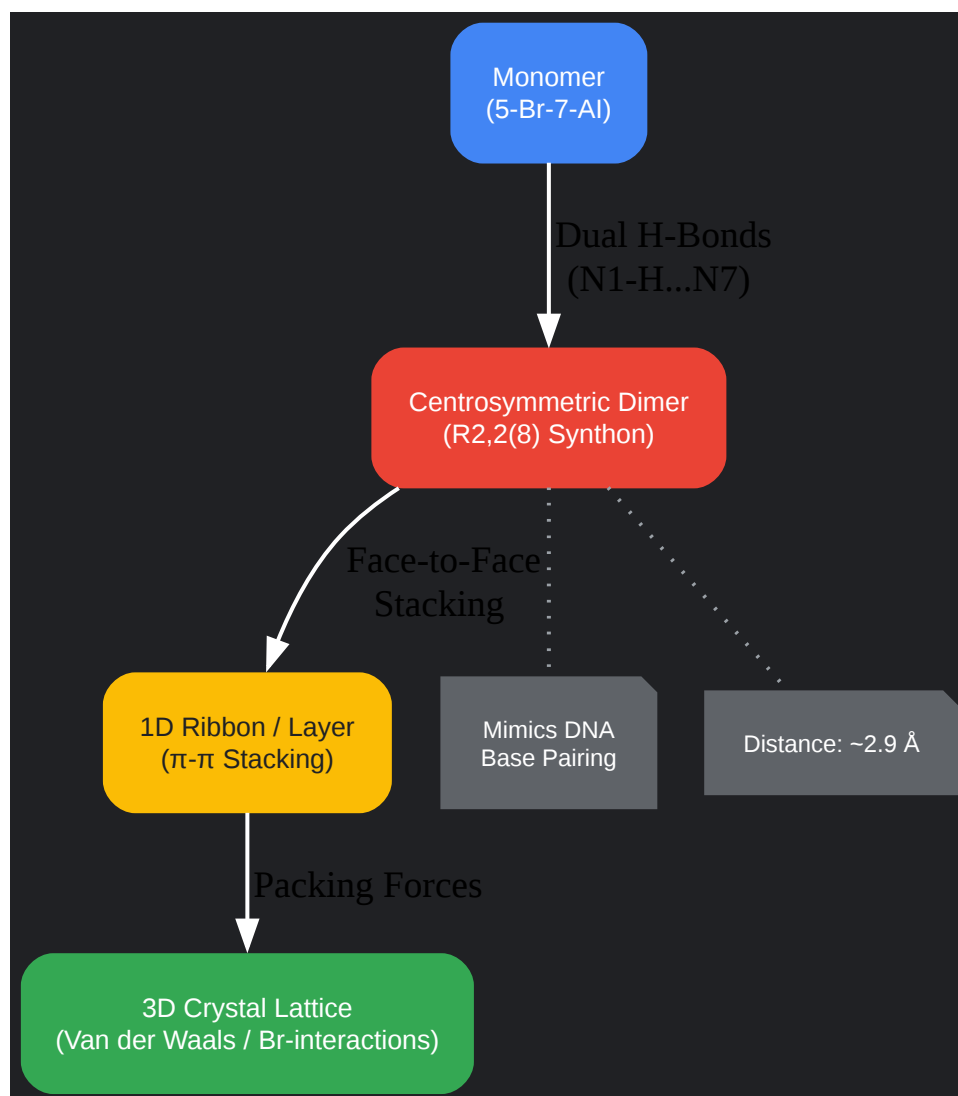 Monomer
(5-Br-7-AI)
Dual H-Bonds
(N1-H...N7)
Centrosymmetric Dimer
(R2,2(8) Synthon)
Face-to-Face
Stacking
1D Ribbon / Layer
(π-π Stacking)
Mimics DNA
Base Pairing
Distance: ~2.9 Å
Packing Forces
3D Crystal Lattice
(Van der Waals / Br-interactions)